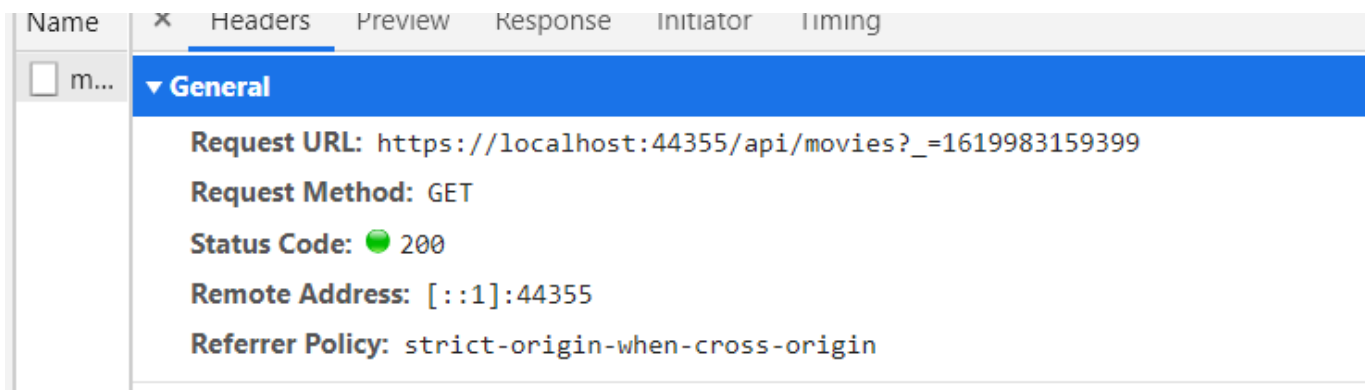 Name × Headers Preview Response Initiator Timing
m... ▾ General
Request URL: https://localhost:44355/api/movies?_=1619983159399
Request Method: GET
Status Code: 200
Remote Address: [::1]:44355
Referrer Policy: strict-origin-when-cross-origin